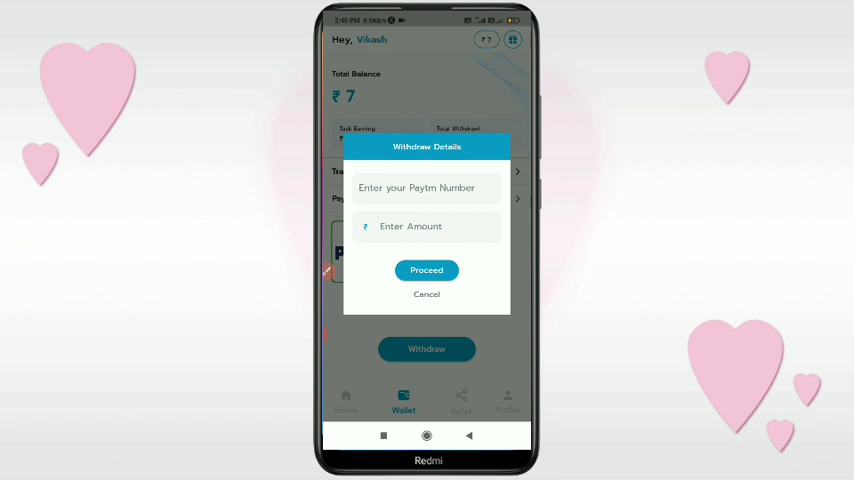 2:45 PM
Hey, Vikash
₹ 7
Total Balance
₹ 7
Task Earning
Total Withdrawl
Withdraw Details
Enter your Paytm Number
₹ Enter Amount
Proceed
Cancel
Withdraw
Home
Wallet
Refer
Profile
Redmi